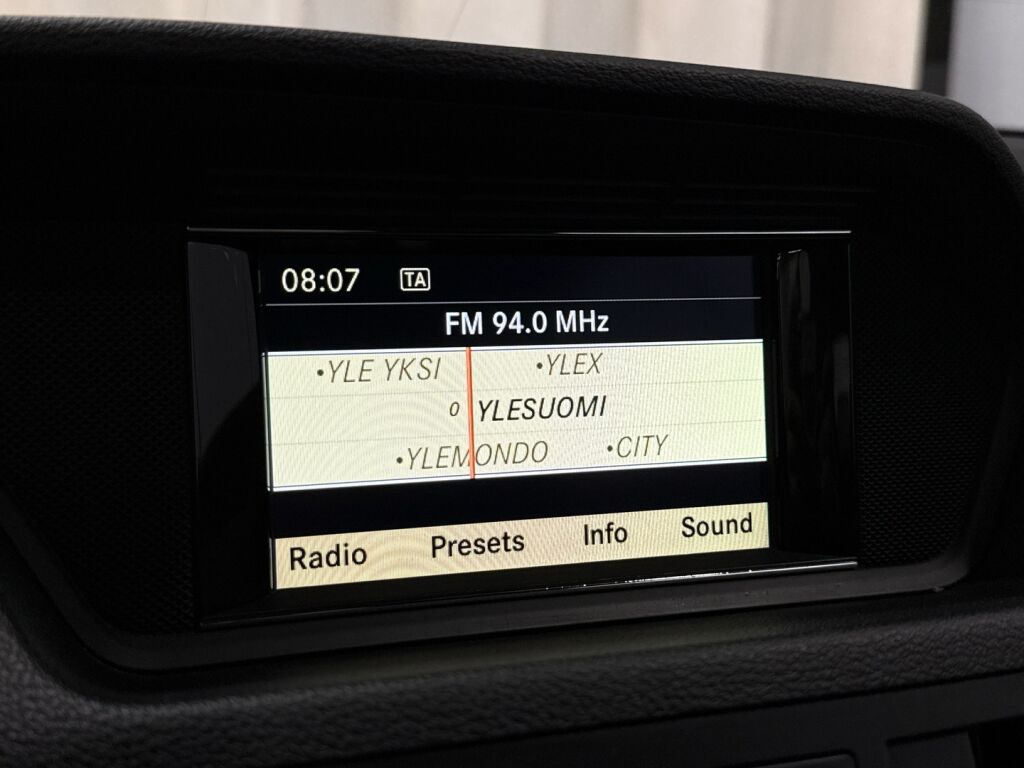 08:07 TA
FM 94.0 MHz
•YLE YKSI •YLEX
0 YLESUOMI
•YLEMONDO •CITY
Radio Presets Info Sound